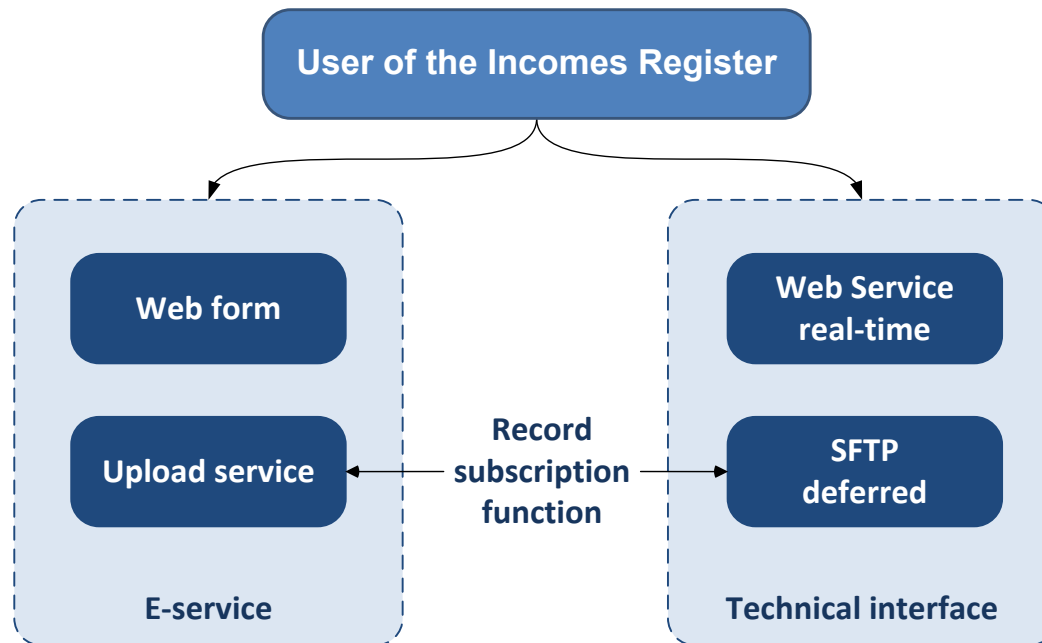 User of the Incomes Register
Web form
Upload service
E-service
Record
subscription
function
Web Service
real-time
SFTP
deferred
Technical interface